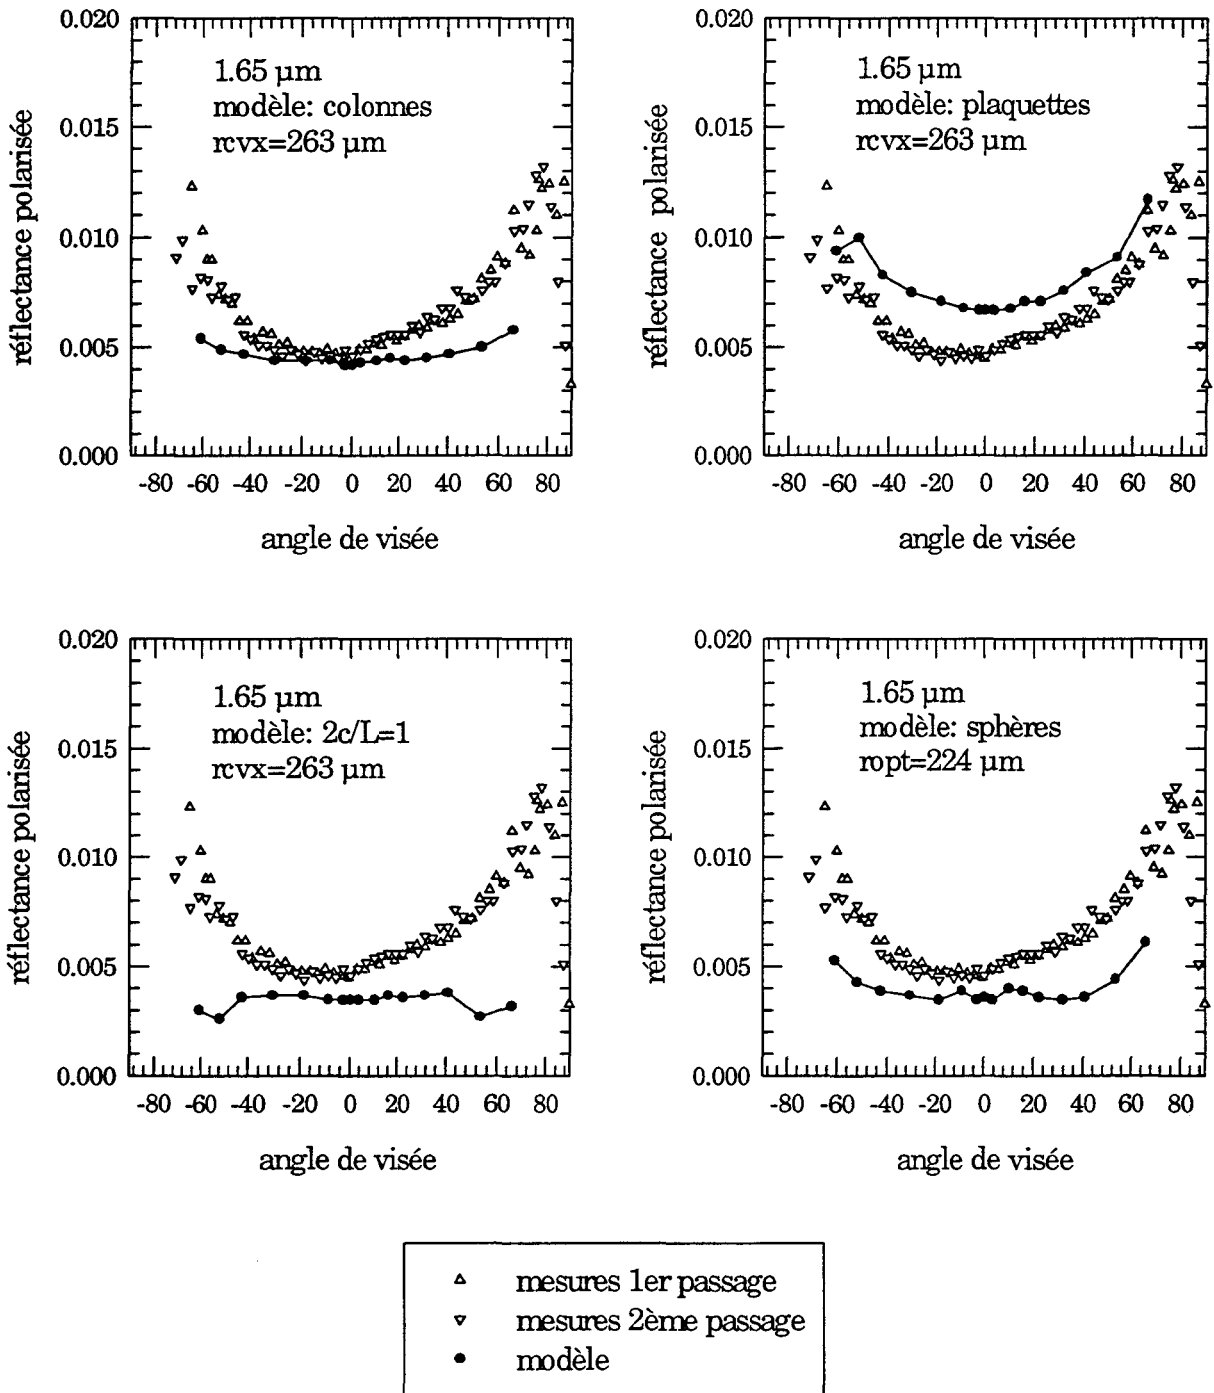 0.020
0.015
0.010
0.005
0.000
réflectance polarisée
1.65 µm
modèle: colonnes
rcvx=263 µm
-80 -60 -40 -20 0 20 40 60 80
angle de visée
0.020
0.015
0.010
0.005
0.000
réflectance polarisée
1.65 µm
modèle: plaquettes
rcvx=263 µm
-80 -60 -40 -20 0 20 40 60 80
angle de visée
0.020
0.015
0.010
0.005
0.000
réflectance polarisée
1.65 µm
modèle: 2c/L=1
rcvx=263 µm
-80 -60 -40 -20 0 20 40 60 80
angle de visée
0.020
0.015
0.010
0.005
0.000
réflectance polarisée
1.65 µm
modèle: sphères
ropt=224 µm
-80 -60 -40 -20 0 20 40 60 80
angle de visée
mesures 1er passage
mesures 2ème passage
modèle